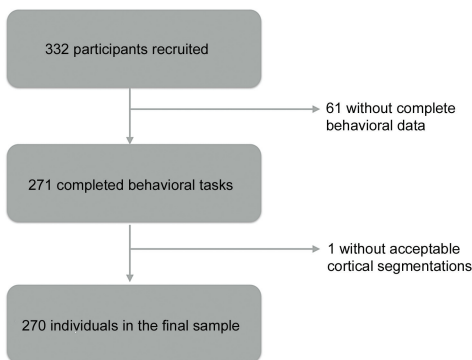 332 participants recruited
61 without complete
behavioral data
271 completed behavioral tasks
1 without acceptable
cortical segmentations
270 individuals in the final sample